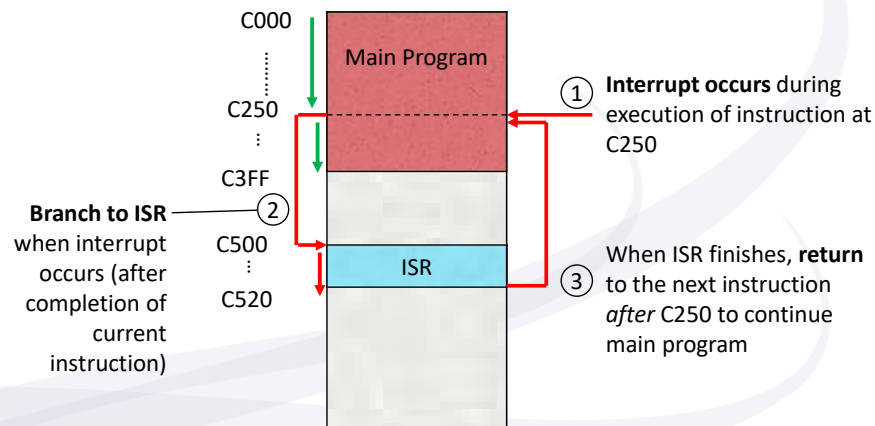 C000
Main Program
C250
C3FF
C500
C520
ISR
1
Interrupt occurs during
execution of instruction at
C250
2
Branch to ISR
when interrupt
occurs (after
completion of
current
instruction)
3
When ISR finishes, return
to the next instruction
after C250 to continue
main program